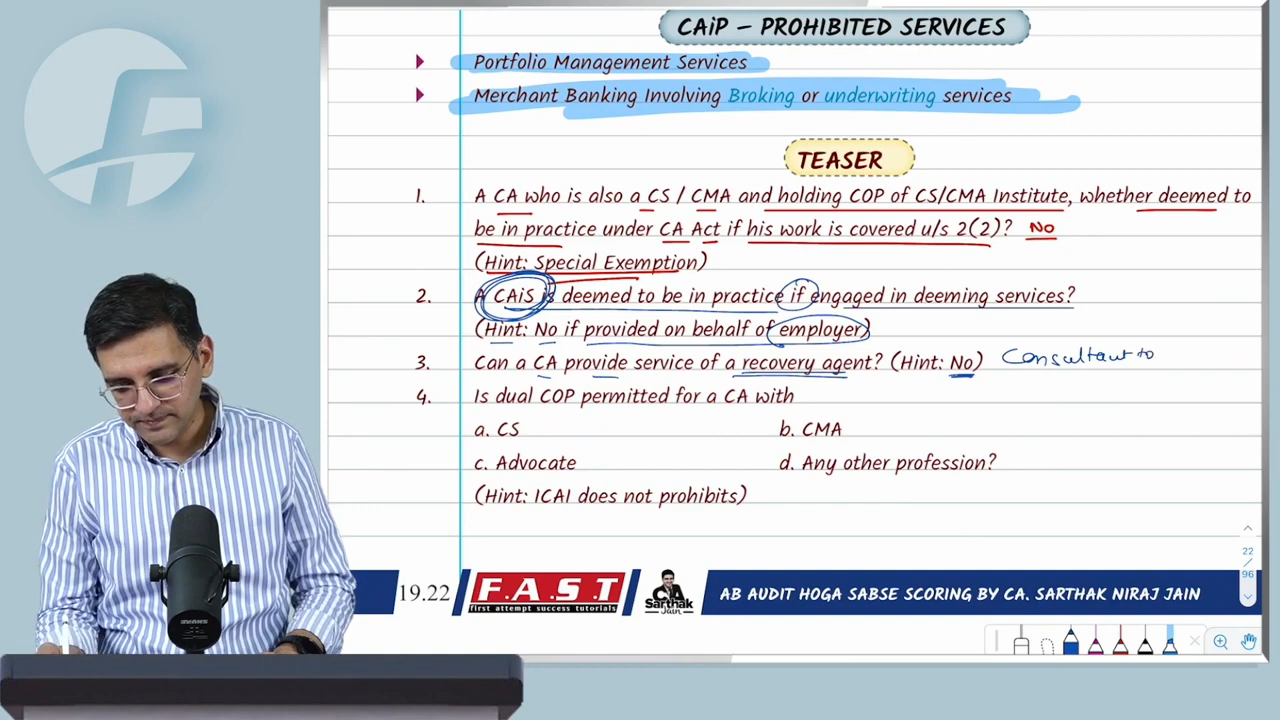 CAiP – PROHIBITED SERVICES
Portfolio Management Services
Merchant Banking Involving Broking or underwriting services
TEASER
1. A CA who is also a CS / CMA and holding COP of CS/CMA Institute, whether deemed to
be in practice under CA Act if his work is covered u/s 2(2)? No
(Hint: Special Exemption)
2. A CAiS is deemed to be in practice if engaged in deeming services?
(Hint: No if provided on behalf of employer)
3. Can a CA provide service of a recovery agent? (Hint: No) Consultant to
4. Is dual COP permitted for a CA with
a. CS b. CMA
c. Advocate d. Any other profession?
(Hint: ICAI does not prohibits)
22
/
96
19.22 F.A.S.T
first attempt success tutorials
CA Sarthak Jain
AB AUDIT HOGA SABSE SCORING BY CA. SARTHAK NIRAJ JAIN